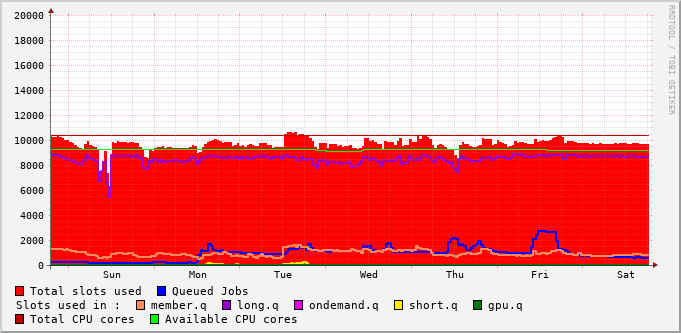 20000
18000
16000
14000
12000
10000
8000
6000
4000
2000
0
Sun Mon Tue Wed Thu Fri Sat
RRDTOOL / TOBI OETIKER
Total slots used Queued Jobs
Slots used in : member.q long.q ondemand.q short.q gpu.q
Total CPU cores Available CPU cores